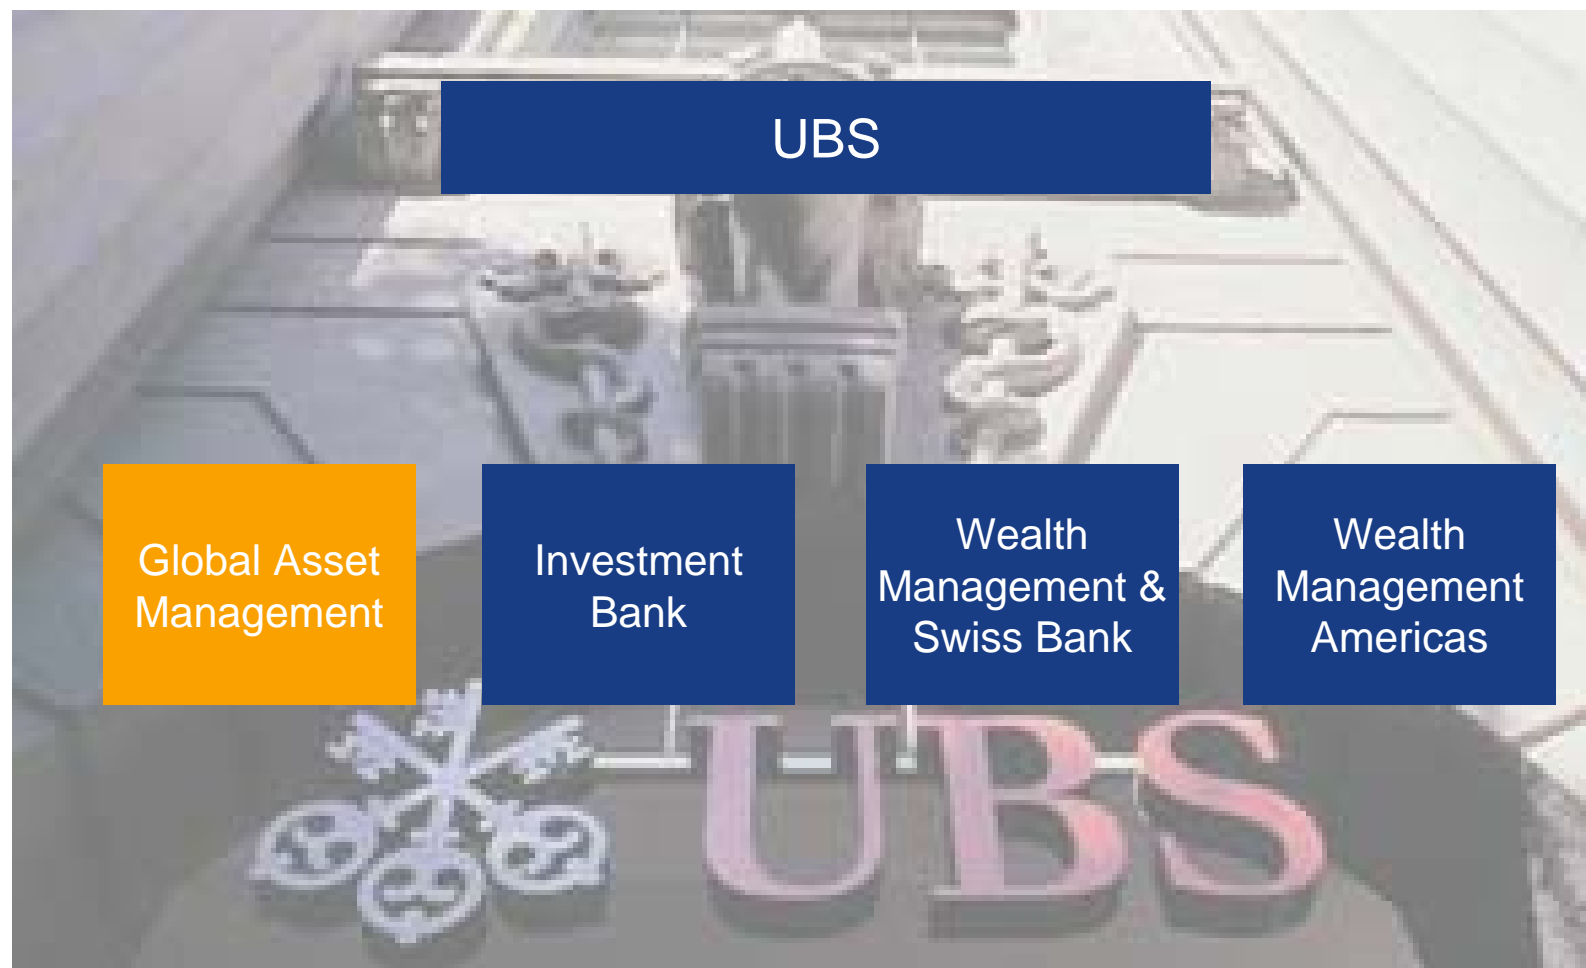 UBS
Global Asset
Management
Investment
Bank
Wealth
Management &
Swiss Bank
Wealth
Management
Americas
UBS